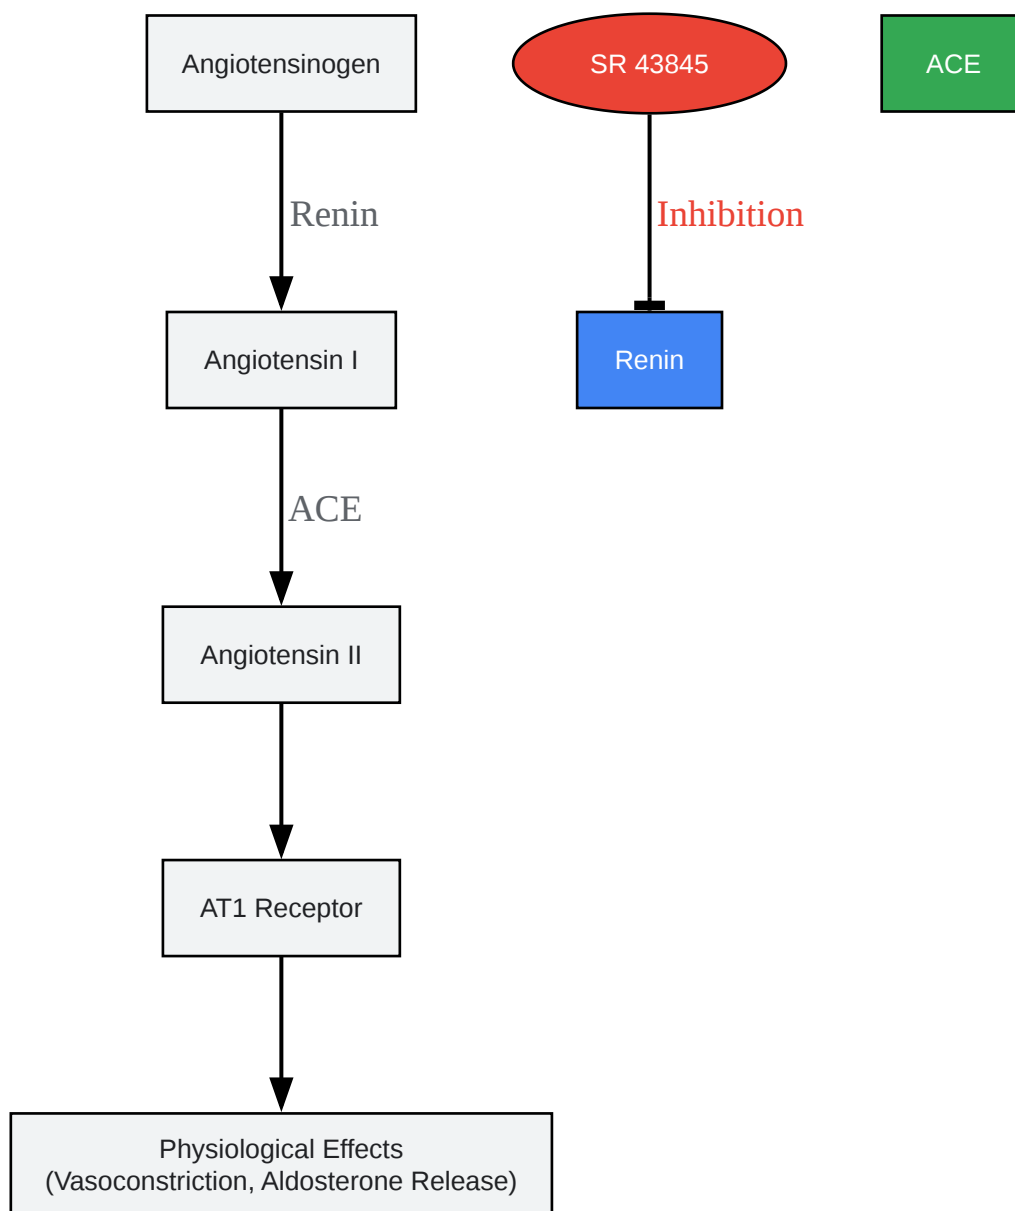 Angiotensinogen
SR 43845
ACE
Renin
Inhibition
Angiotensin I
Renin
ACE
Angiotensin II
AT1 Receptor
Physiological Effects
(Vasoconstriction, Aldosterone Release)